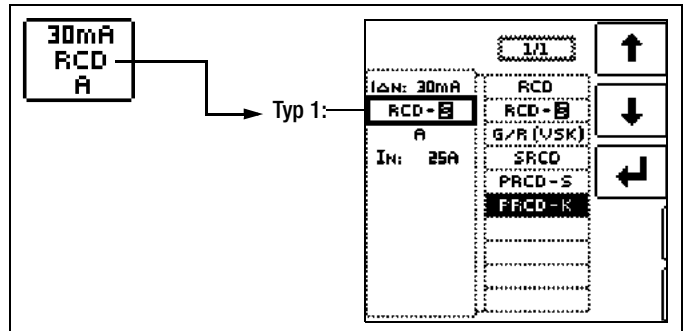 30mA
RCD
A
Typ 1:
1/1
IΔN: 30mA
RCD-S
A
IN: 25A
RCD
RCD-S
G/R (VSK)
SRCD
PRCD-S
PRCD-K